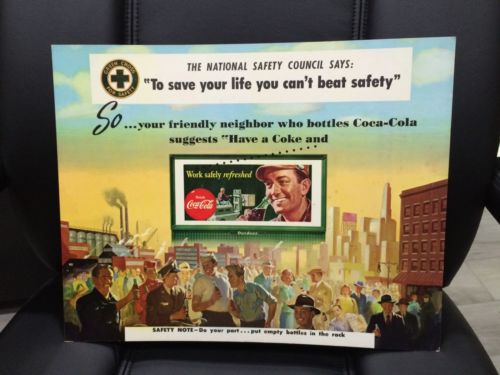 GREEN CROSS
FOR SAFETY
THE NATIONAL SAFETY COUNCIL SAYS:
"To save your life you can't beat safety"
So...your friendly neighbor who bottles Coca-Cola
suggests "Have a Coke and
Work safely refreshed
Drink
Coca-Cola
SAFETY NOTE—Do your part...put empty bottles in the rack